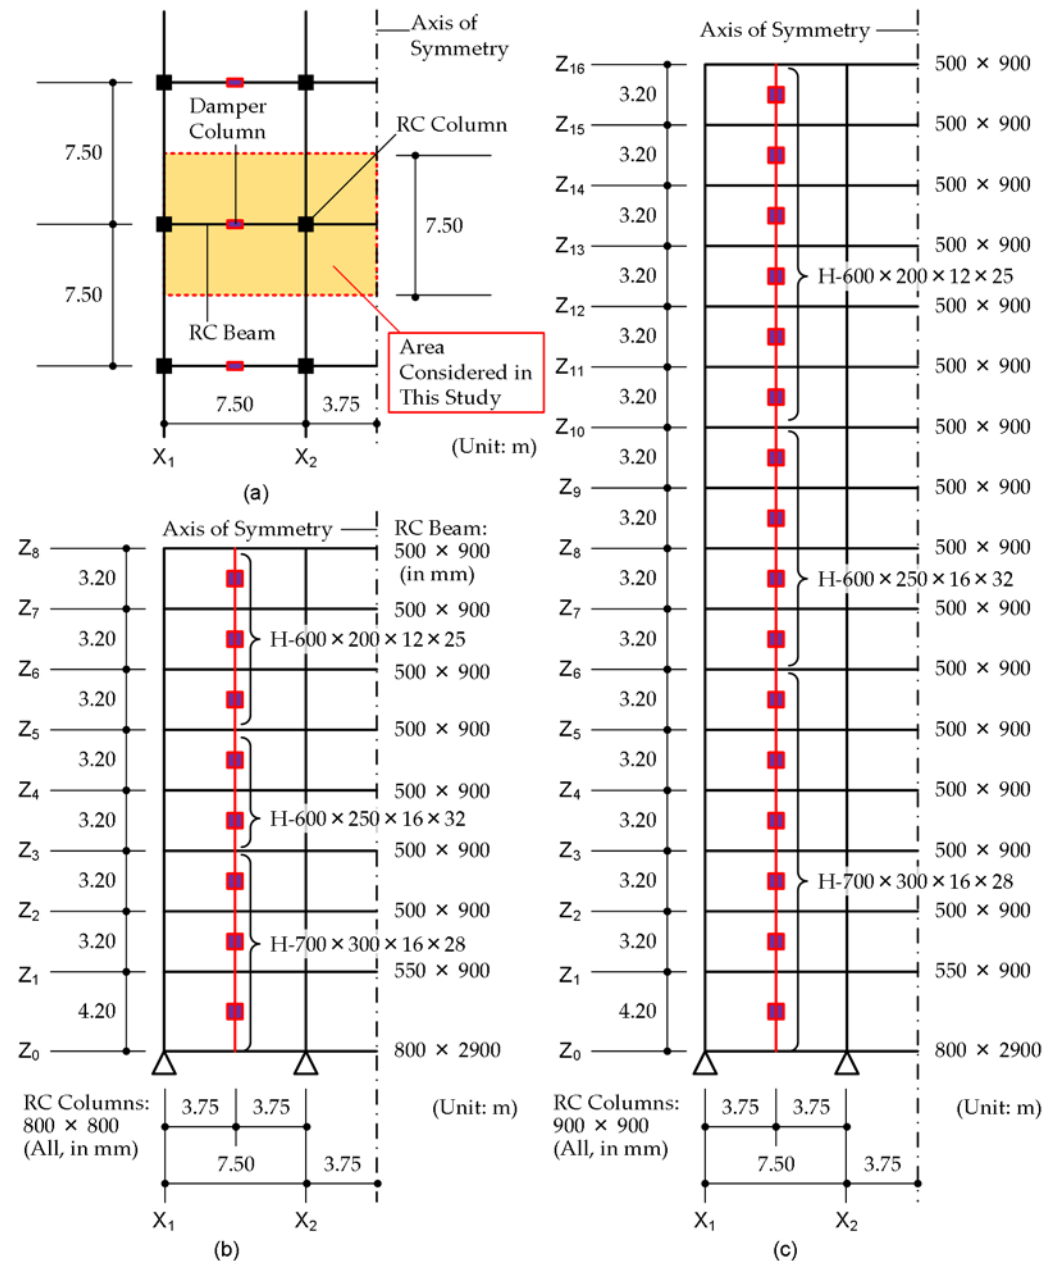 Axis of
Symmetry
Damper
Column
RC Column
7.50
7.50
7.50
RC Beam
Area
Considered in
This Study
7.50
3.75
(Unit: m)
X1
X2
(a)
Axis of Symmetry
RC Beam:
Z8
500 × 900
(in mm)
3.20
Z7
500 × 900
3.20
H-600×200×12×25
Z6
500 × 900
3.20
Z5
500 × 900
3.20
Z4
500 × 900
3.20
H-600×250×16×32
Z3
500 × 900
3.20
Z2
500 × 900
3.20
H-700×300×16×28
Z1
550 × 900
4.20
Z0
800 × 2900
RC Columns:
800 × 800
(All, in mm)
3.75
3.75
(Unit: m)
7.50
3.75
X1
X2
(b)
Axis of Symmetry
Z16
500 × 900
3.20
Z15
500 × 900
3.20
Z14
500 × 900
3.20
Z13
500 × 900
3.20
H-600×200×12×25
Z12
500 × 900
3.20
Z11
500 × 900
3.20
Z10
500 × 900
3.20
Z9
500 × 900
3.20
Z8
500 × 900
3.20
H-600×250×16×32
Z7
500 × 900
3.20
Z6
500 × 900
3.20
Z5
500 × 900
3.20
Z4
500 × 900
3.20
Z3
500 × 900
3.20
H-700×300×16×28
Z2
500 × 900
3.20
Z1
550 × 900
4.20
Z0
800 × 2900
RC Columns:
900 × 900
(All, in mm)
3.75
3.75
(Unit: m)
7.50
3.75
X1
X2
(c)